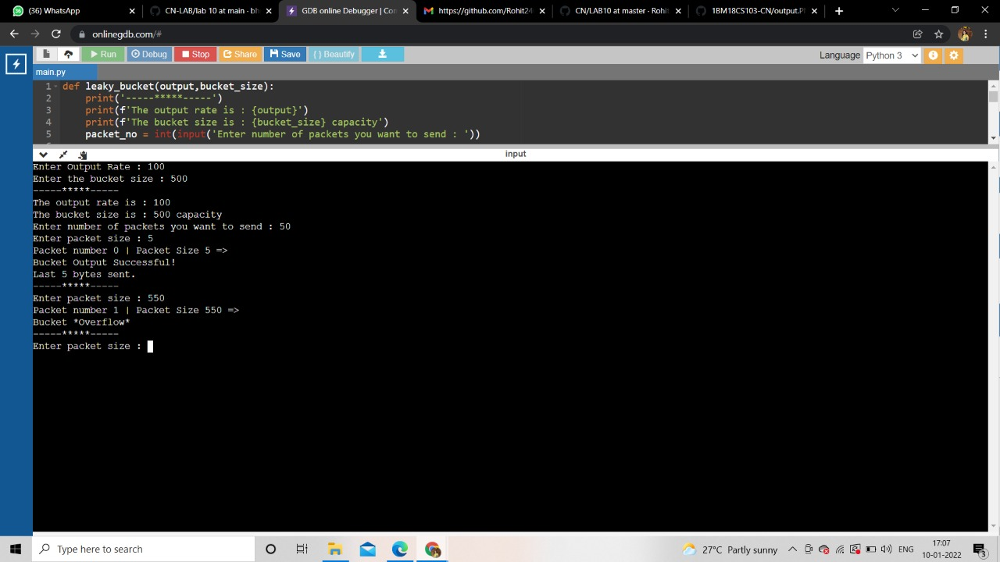 (36) WhatsApp
CN-LAB/lab 10 at main · bh
GDB online Debugger | Con
https://github.com/Rohit24
CN/LAB10 at master · Rohit
1BM18CS103-CN/output.P
onlinegdb.com/#
Run Debug Stop Share Save { } Beautify
Language Python 3
main.py
1 def leaky_bucket(output,bucket_size):
2 print('-----*****-----')
3 print(f'The output rate is : {output}')
4 print(f'The bucket size is : {bucket_size} capacity')
5 packet_no = int(input('Enter number of packets you want to send : '))
input
Enter Output Rate : 100
Enter the bucket size : 500
-----*****-----
The output rate is : 100
The bucket size is : 500 capacity
Enter number of packets you want to send : 50
Enter packet size : 5
Packet number 0 | Packet Size 5 =>
Bucket Output Successful!
Last 5 bytes sent.
-----*****-----
Enter packet size : 550
Packet number 1 | Packet Size 550 =>
Bucket *Overflow*
-----*****-----
Enter packet size :
Type here to search
27°C Partly sunny
ENG
17:07
10-01-2022
3